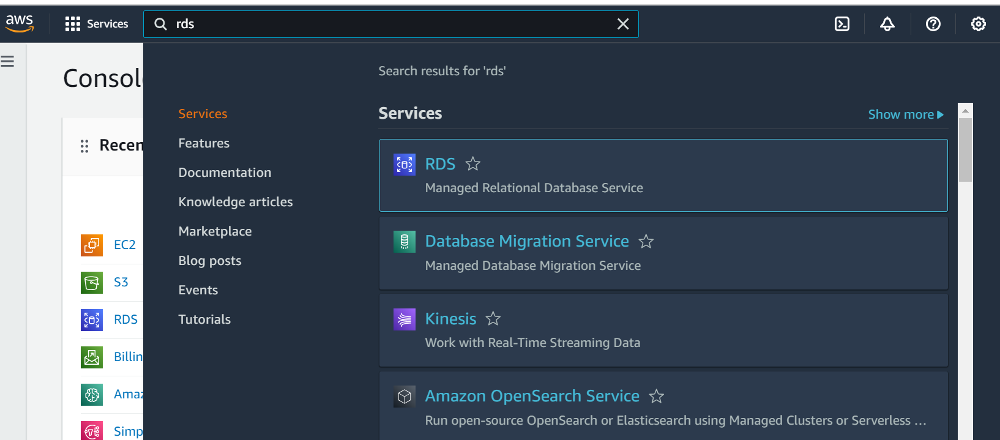 aws
Services
rds
Consol
Search results for 'rds'
Services
Features
Documentation
Knowledge articles
Marketplace
Blog posts
Events
Tutorials
Services
Show more
RDS
Managed Relational Database Service
Database Migration Service
Managed Database Migration Service
Kinesis
Work with Real-Time Streaming Data
Amazon OpenSearch Service
Run open-source OpenSearch or Elasticsearch using Managed Clusters or Serverless ...
Recen
EC2
S3
RDS
Billin
Amaz
Simp